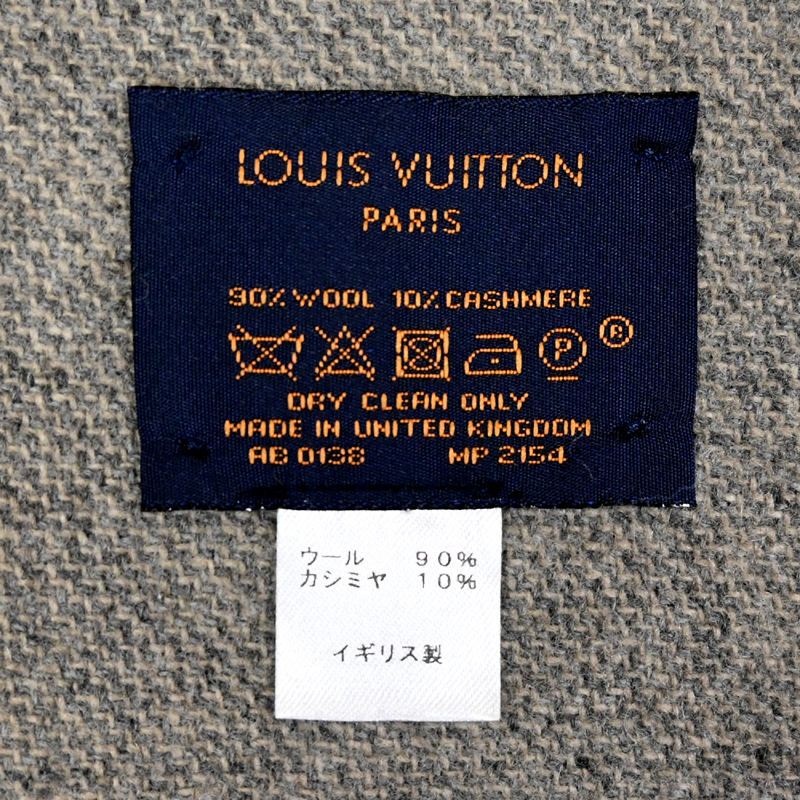 LOUIS VUITTON
PARIS
90% WOOL 10% CASHMERE
P ®
DRY CLEAN ONLY
MADE IN UNITED KINGDOM
AB 0138 MP 2154
ウール 90%
カシミヤ 10%
イギリス製